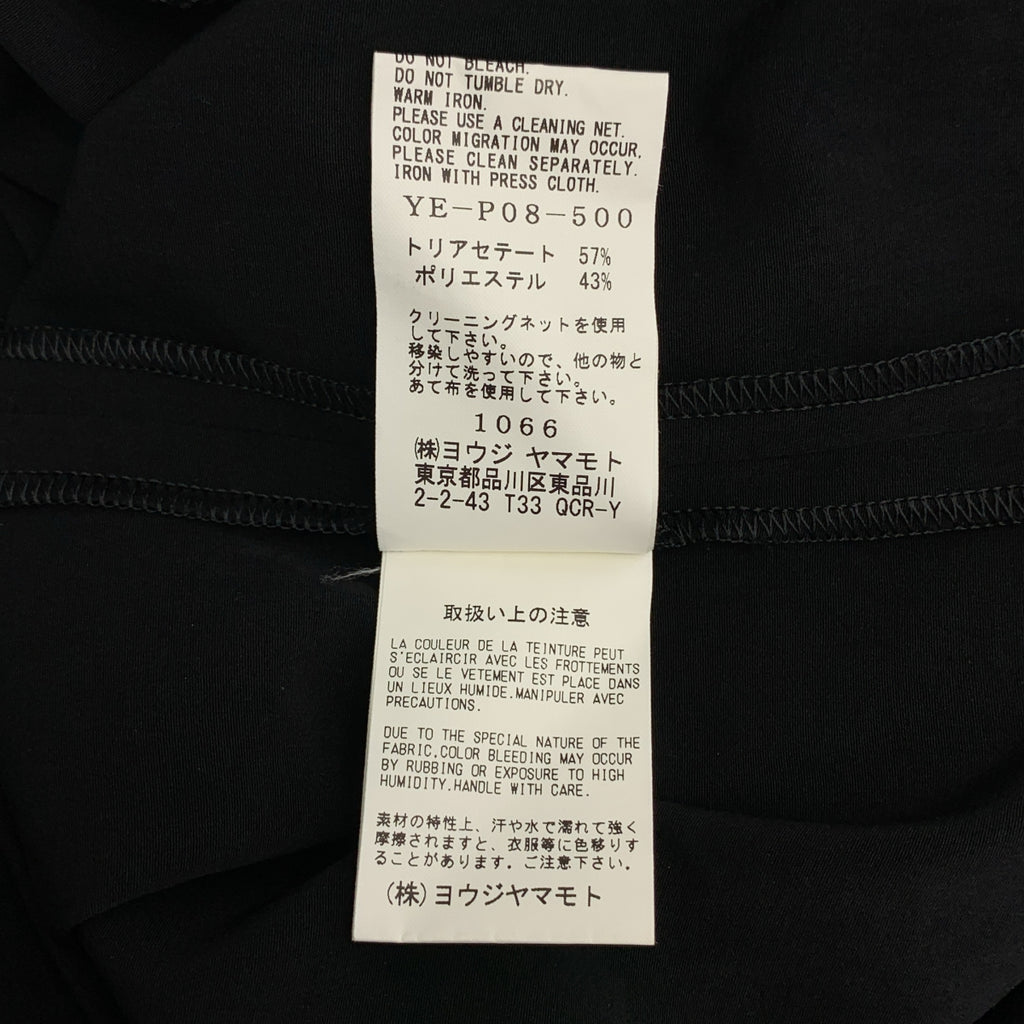 DO NOT BLEACH.
DO NOT TUMBLE DRY.
WARM IRON.
PLEASE USE A CLEANING NET.
COLOR MIGRATION MAY OCCUR,
PLEASE CLEAN SEPARATELY.
IRON WITH PRESS CLOTH.
YE-P08-500
トリアセテート 57%
ポリエステル 43%
クリーニングネットを使用
して下さい。
移染しやすいので、他の物と
分けて洗って下さい。
あて布を使用して下さい。
1066
㈱ヨウジ ヤマモト
東京都品川区東品川
2-2-43 T33 QCR-Y
取扱い上の注意
LA COULEUR DE LA TEINTURE PEUT
S'ECLAIRCIR AVEC LES FROTTEMENTS
OU SE LE VETEMENT EST PLACE DANS
UN LIEUX HUMIDE.MANIPULER AVEC
PRECAUTIONS.
DUE TO THE SPECIAL NATURE OF THE
FABRIC,COLOR BLEEDING MAY OCCUR
BY RUBBING OR EXPOSURE TO HIGH
HUMIDITY.HANDLE WITH CARE.
素材の特性上、汗や水で濡れて強く
摩擦されますと、衣服等に色移りす
ることがあります。ご注意下さい。
(株)ヨウジヤマモト